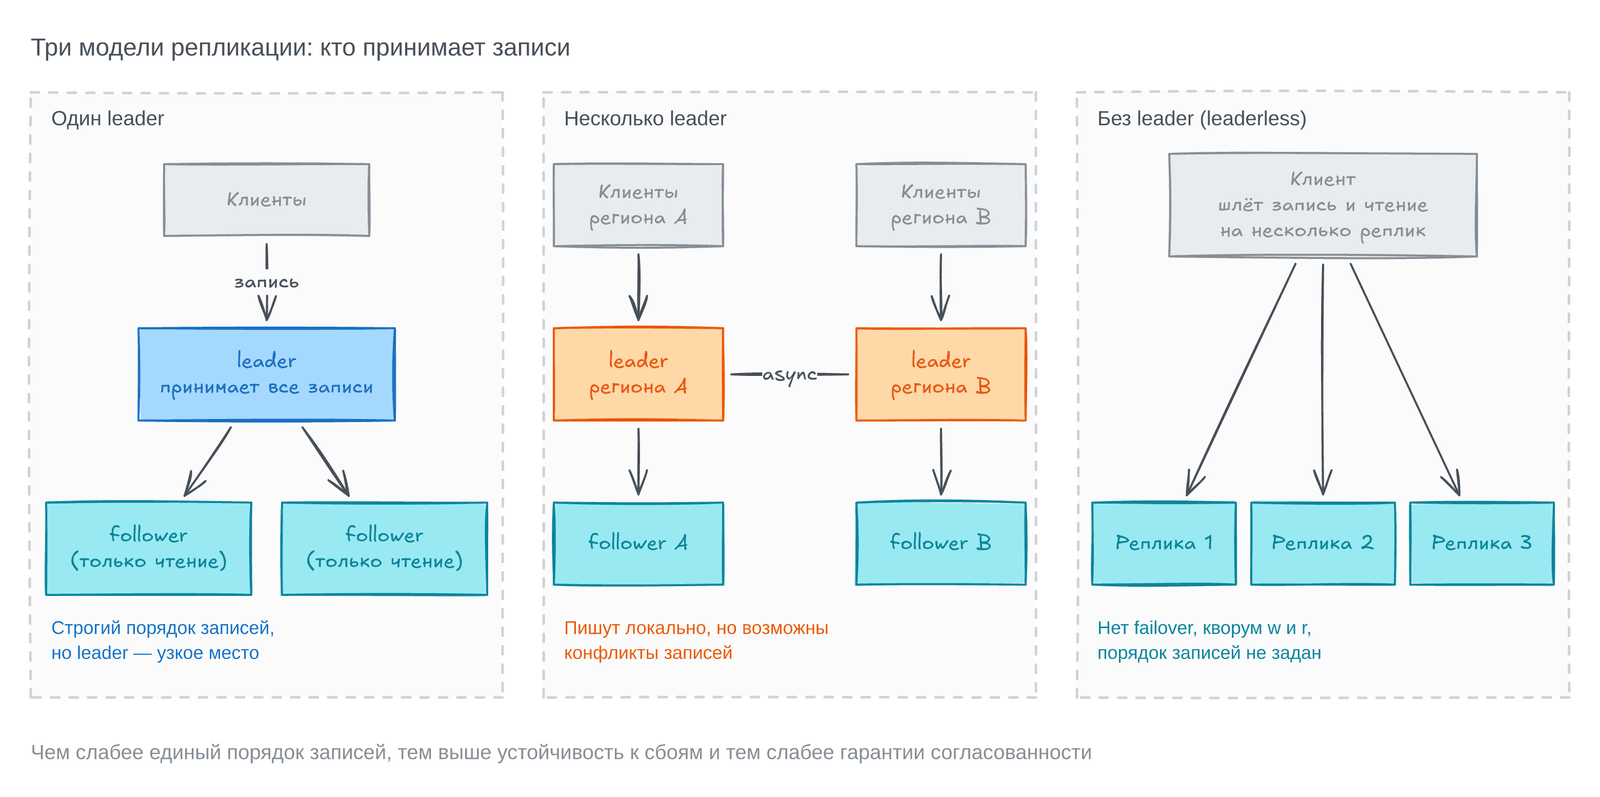 Три модели репликации: кто принимает записи
Один leader
Клиенты
запись
leader
принимает все записи
follower
(только чтение)
follower
(только чтение)
Строгий порядок записей,
но leader — узкое место
Несколько leader
Клиенты
региона A
Клиенты
региона B
leader
региона A
async
leader
региона B
follower A
follower B
Пишут локально, но возможны
конфликты записей
Без leader (leaderless)
Клиент
шлёт запись и чтение
на несколько реплик
Реплика 1
Реплика 2
Реплика 3
Нет failover, кворум w и r,
порядок записей не задан
Чем слабее единый порядок записей, тем выше устойчивость к сбоям и тем слабее гарантии согласованности